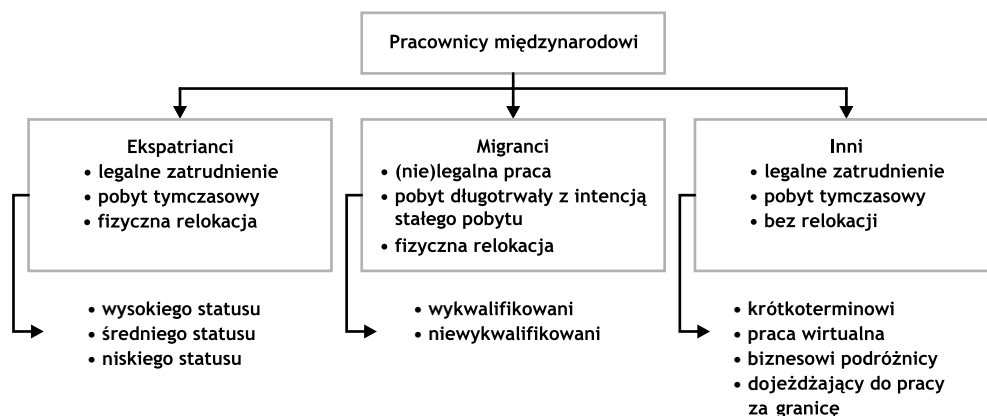 Pracownicy międzynarodowi
Ekspatrianci
• legalne zatrudnienie
• pobyt tymczasowy
• fizyczna relokacja
• wysokiego statusu
• średniego statusu
• niskiego statusu
Migranci
• (nie)legalna praca
• pobyt długotrwały z intencją
stałego pobytu
• fizyczna relokacja
• wykwalifikowani
• niewykwalifikowani
Inni
• legalne zatrudnienie
• pobyt tymczasowy
• bez relokacji
• krótkoterminowi
• praca wirtualna
• biznesowi podróżnicy
• dojeżdżający do pracy
za granicę